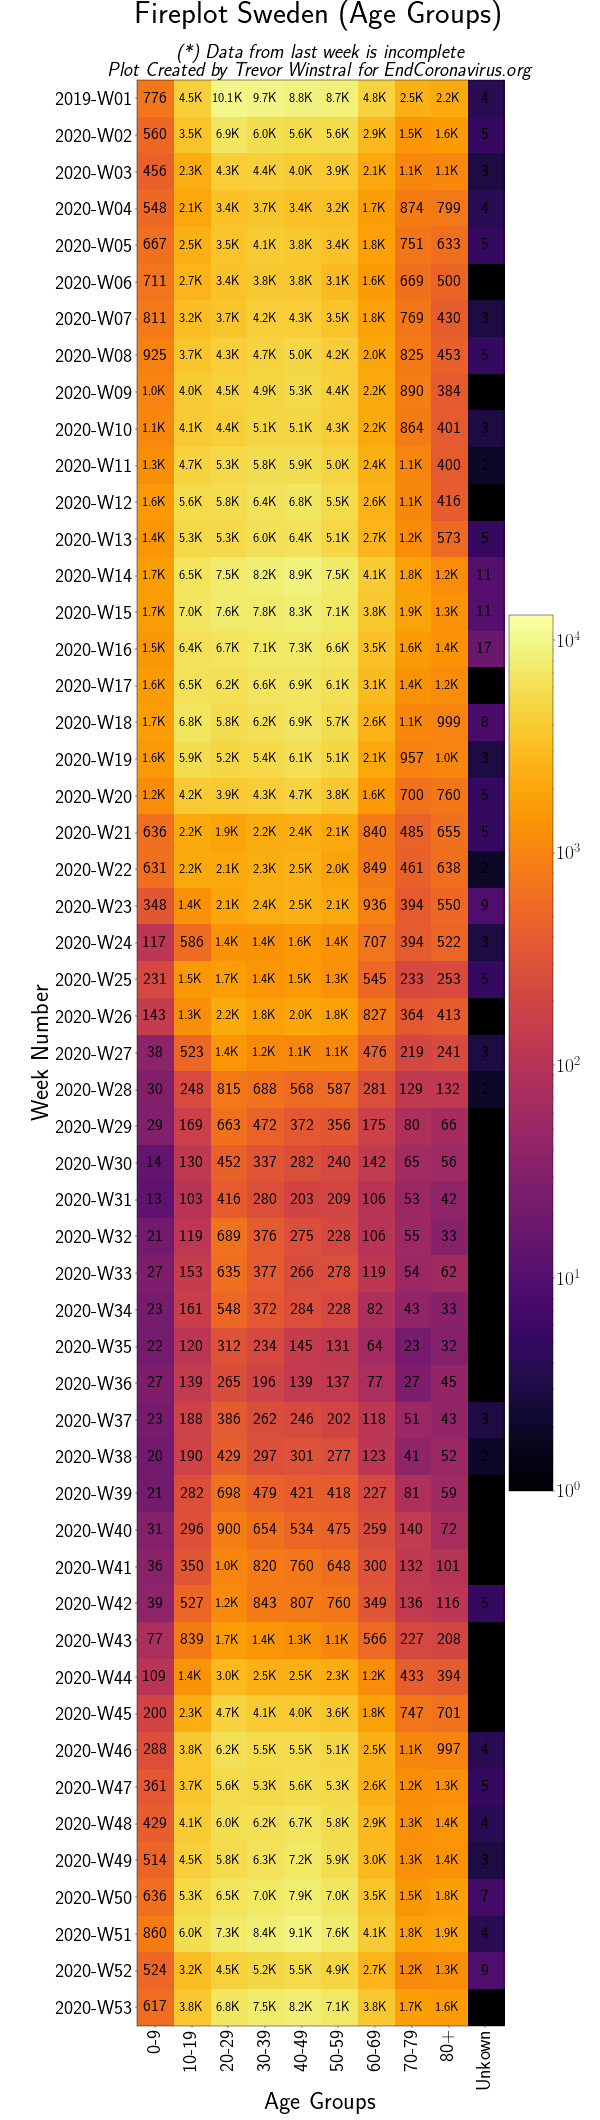 Fireplot Sweden (Age Groups)
(*) Data from last week is incomplete
Plot Created by Trevor Winstral for EndCoronavirus.org
2019-W01 776 4.5K 10.1K 9.7K 8.8K 8.7K 4.8K 2.5K 2.2K 4
2020-W02 560 3.5K 6.9K 6.0K 5.6K 5.6K 2.9K 1.5K 1.6K 5
2020-W03 456 2.3K 4.3K 4.4K 4.0K 3.9K 2.1K 1.1K 1.1K 3
2020-W04 548 2.1K 3.4K 3.7K 3.4K 3.2K 1.7K 874 799 4
2020-W05 667 2.5K 3.5K 4.1K 3.8K 3.4K 1.8K 751 633 5
2020-W06 711 2.7K 3.4K 3.8K 3.8K 3.1K 1.6K 669 500
2020-W07 811 3.2K 3.7K 4.2K 4.3K 3.5K 1.8K 769 430 3
2020-W08 925 3.7K 4.3K 4.7K 5.0K 4.2K 2.0K 825 453 5
2020-W09 1.0K 4.0K 4.5K 4.9K 5.3K 4.4K 2.2K 890 384
2020-W10 1.1K 4.1K 4.4K 5.1K 5.1K 4.3K 2.2K 864 401 3
2020-W11 1.3K 4.7K 5.3K 5.8K 5.9K 5.0K 2.4K 1.1K 400 2
2020-W12 1.6K 5.6K 5.8K 6.4K 6.8K 5.5K 2.6K 1.1K 416
2020-W13 1.4K 5.3K 5.3K 6.0K 6.4K 5.1K 2.7K 1.2K 573 5
2020-W14 1.7K 6.5K 7.5K 8.2K 8.9K 7.5K 4.1K 1.8K 1.2K 11
2020-W15 1.7K 7.0K 7.6K 7.8K 8.3K 7.1K 3.8K 1.9K 1.3K 11
2020-W16 1.5K 6.4K 6.7K 7.1K 7.3K 6.6K 3.5K 1.6K 1.4K 17
2020-W17 1.6K 6.5K 6.2K 6.6K 6.9K 6.1K 3.1K 1.4K 1.2K
2020-W18 1.7K 6.8K 5.8K 6.2K 6.9K 5.7K 2.6K 1.1K 999 8
2020-W19 1.6K 5.9K 5.2K 5.4K 6.1K 5.1K 2.1K 957 1.0K 3
2020-W20 1.2K 4.2K 3.9K 4.3K 4.7K 3.8K 1.6K 700 760 5
2020-W21 636 2.2K 1.9K 2.2K 2.4K 2.1K 840 485 655 5
2020-W22 631 2.2K 2.1K 2.3K 2.5K 2.0K 849 461 638 2
2020-W23 348 1.4K 2.1K 2.4K 2.5K 2.1K 936 394 550 9
2020-W24 117 586 1.4K 1.4K 1.6K 1.4K 707 394 522 3
2020-W25 231 1.5K 1.7K 1.4K 1.5K 1.3K 545 233 253 5
2020-W26 143 1.3K 2.2K 1.8K 2.0K 1.8K 827 364 413
2020-W27 38 523 1.4K 1.2K 1.1K 1.1K 476 219 241 3
2020-W28 30 248 815 688 568 587 281 129 132 2
2020-W29 29 169 663 472 372 356 175 80 66
2020-W30 14 130 452 337 282 240 142 65 56
2020-W31 13 103 416 280 203 209 106 53 42
2020-W32 21 119 689 376 275 228 106 55 33
2020-W33 27 153 635 377 266 278 119 54 62
2020-W34 23 161 548 372 284 228 82 43 33
2020-W35 22 120 312 234 145 131 64 23 32
2020-W36 27 139 265 196 139 137 77 27 45
2020-W37 23 188 386 262 246 202 118 51 43 3
2020-W38 20 190 429 297 301 277 123 41 52 2
2020-W39 21 282 698 479 421 418 227 81 59
2020-W40 31 296 900 654 534 475 259 140 72
2020-W41 36 350 1.0K 820 760 648 300 132 101
2020-W42 39 527 1.2K 843 807 760 349 136 116 5
2020-W43 77 839 1.7K 1.4K 1.3K 1.1K 566 227 208
2020-W44 109 1.4K 3.0K 2.5K 2.5K 2.3K 1.2K 433 394
2020-W45 200 2.3K 4.7K 4.1K 4.0K 3.6K 1.8K 747 701
2020-W46 288 3.8K 6.2K 5.5K 5.5K 5.1K 2.5K 1.1K 997 4
2020-W47 361 3.7K 5.6K 5.3K 5.6K 5.3K 2.6K 1.2K 1.3K 5
2020-W48 429 4.1K 6.0K 6.2K 6.7K 5.8K 2.9K 1.3K 1.4K 4
2020-W49 514 4.5K 5.8K 6.3K 7.2K 5.9K 3.0K 1.3K 1.4K 3
2020-W50 636 5.3K 6.5K 7.0K 7.9K 7.0K 3.5K 1.5K 1.8K 7
2020-W51 860 6.0K 7.3K 8.4K 9.1K 7.6K 4.1K 1.8K 1.9K 4
2020-W52 524 3.2K 4.5K 5.2K 5.5K 4.9K 2.7K 1.2K 1.3K 9
2020-W53 617 3.8K 6.8K 7.5K 8.2K 7.1K 3.8K 1.7K 1.6K
0-9 10-19 20-29 30-39 40-49 50-59 60-69 70-79 80+ Unkown
Age Groups
Week Number
10⁴
10³
10²
10¹
10⁰